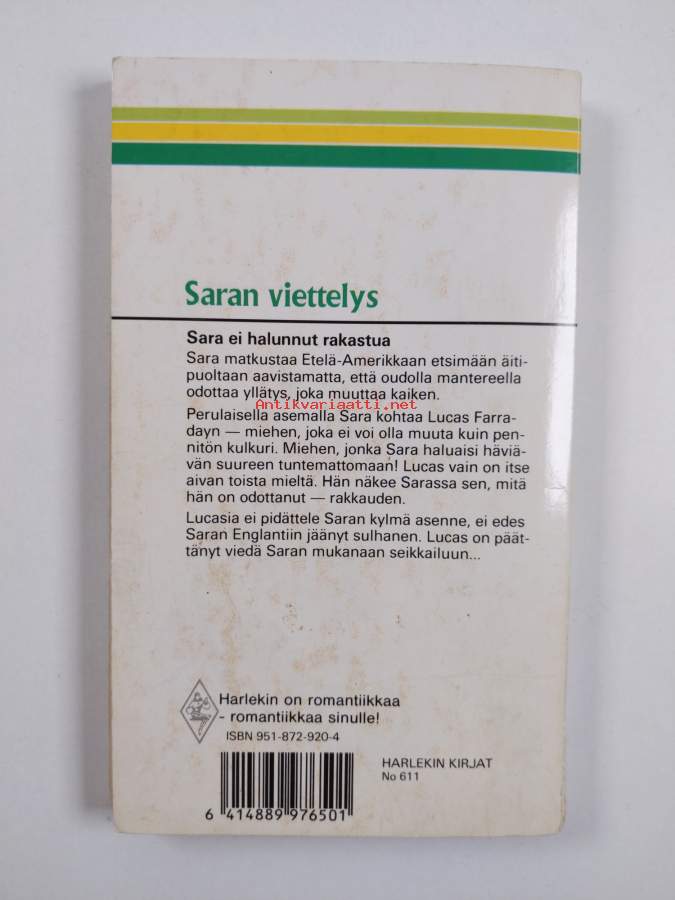 Saran viettelys
Sara ei halunnut rakastua
Sara matkustaa Etelä-Amerikkaan etsimään äiti-
puoltaan aavistamatta, että oudolla mantereella
odottaa yllätys, joka muuttaa kaiken.
Antikvariaatti.net
Perulaisella asemalla Sara kohtaa Lucas Farra-
dayn — miehen, joka ei voi olla muuta kuin pen-
nitön kulkuri. Miehen, jonka Sara haluaisi häviä-
vän suureen tuntemattomaan! Lucas vain on itse
aivan toista mieltä. Hän näkee Sarassa sen, mitä
hän on odottanut — rakkauden.
Lucasia ei pidättele Saran kylmä asenne, ei edes
Saran Englantiin jäänyt sulhanen. Lucas on päät-
tänyt viedä Saran mukanaan seikkailuun...
Harlekin on romantiikkaa
- romantiikkaa sinulle!
ISBN 951-872-920-4
HARLEKIN KIRJAT
No 611
6 414889 976501